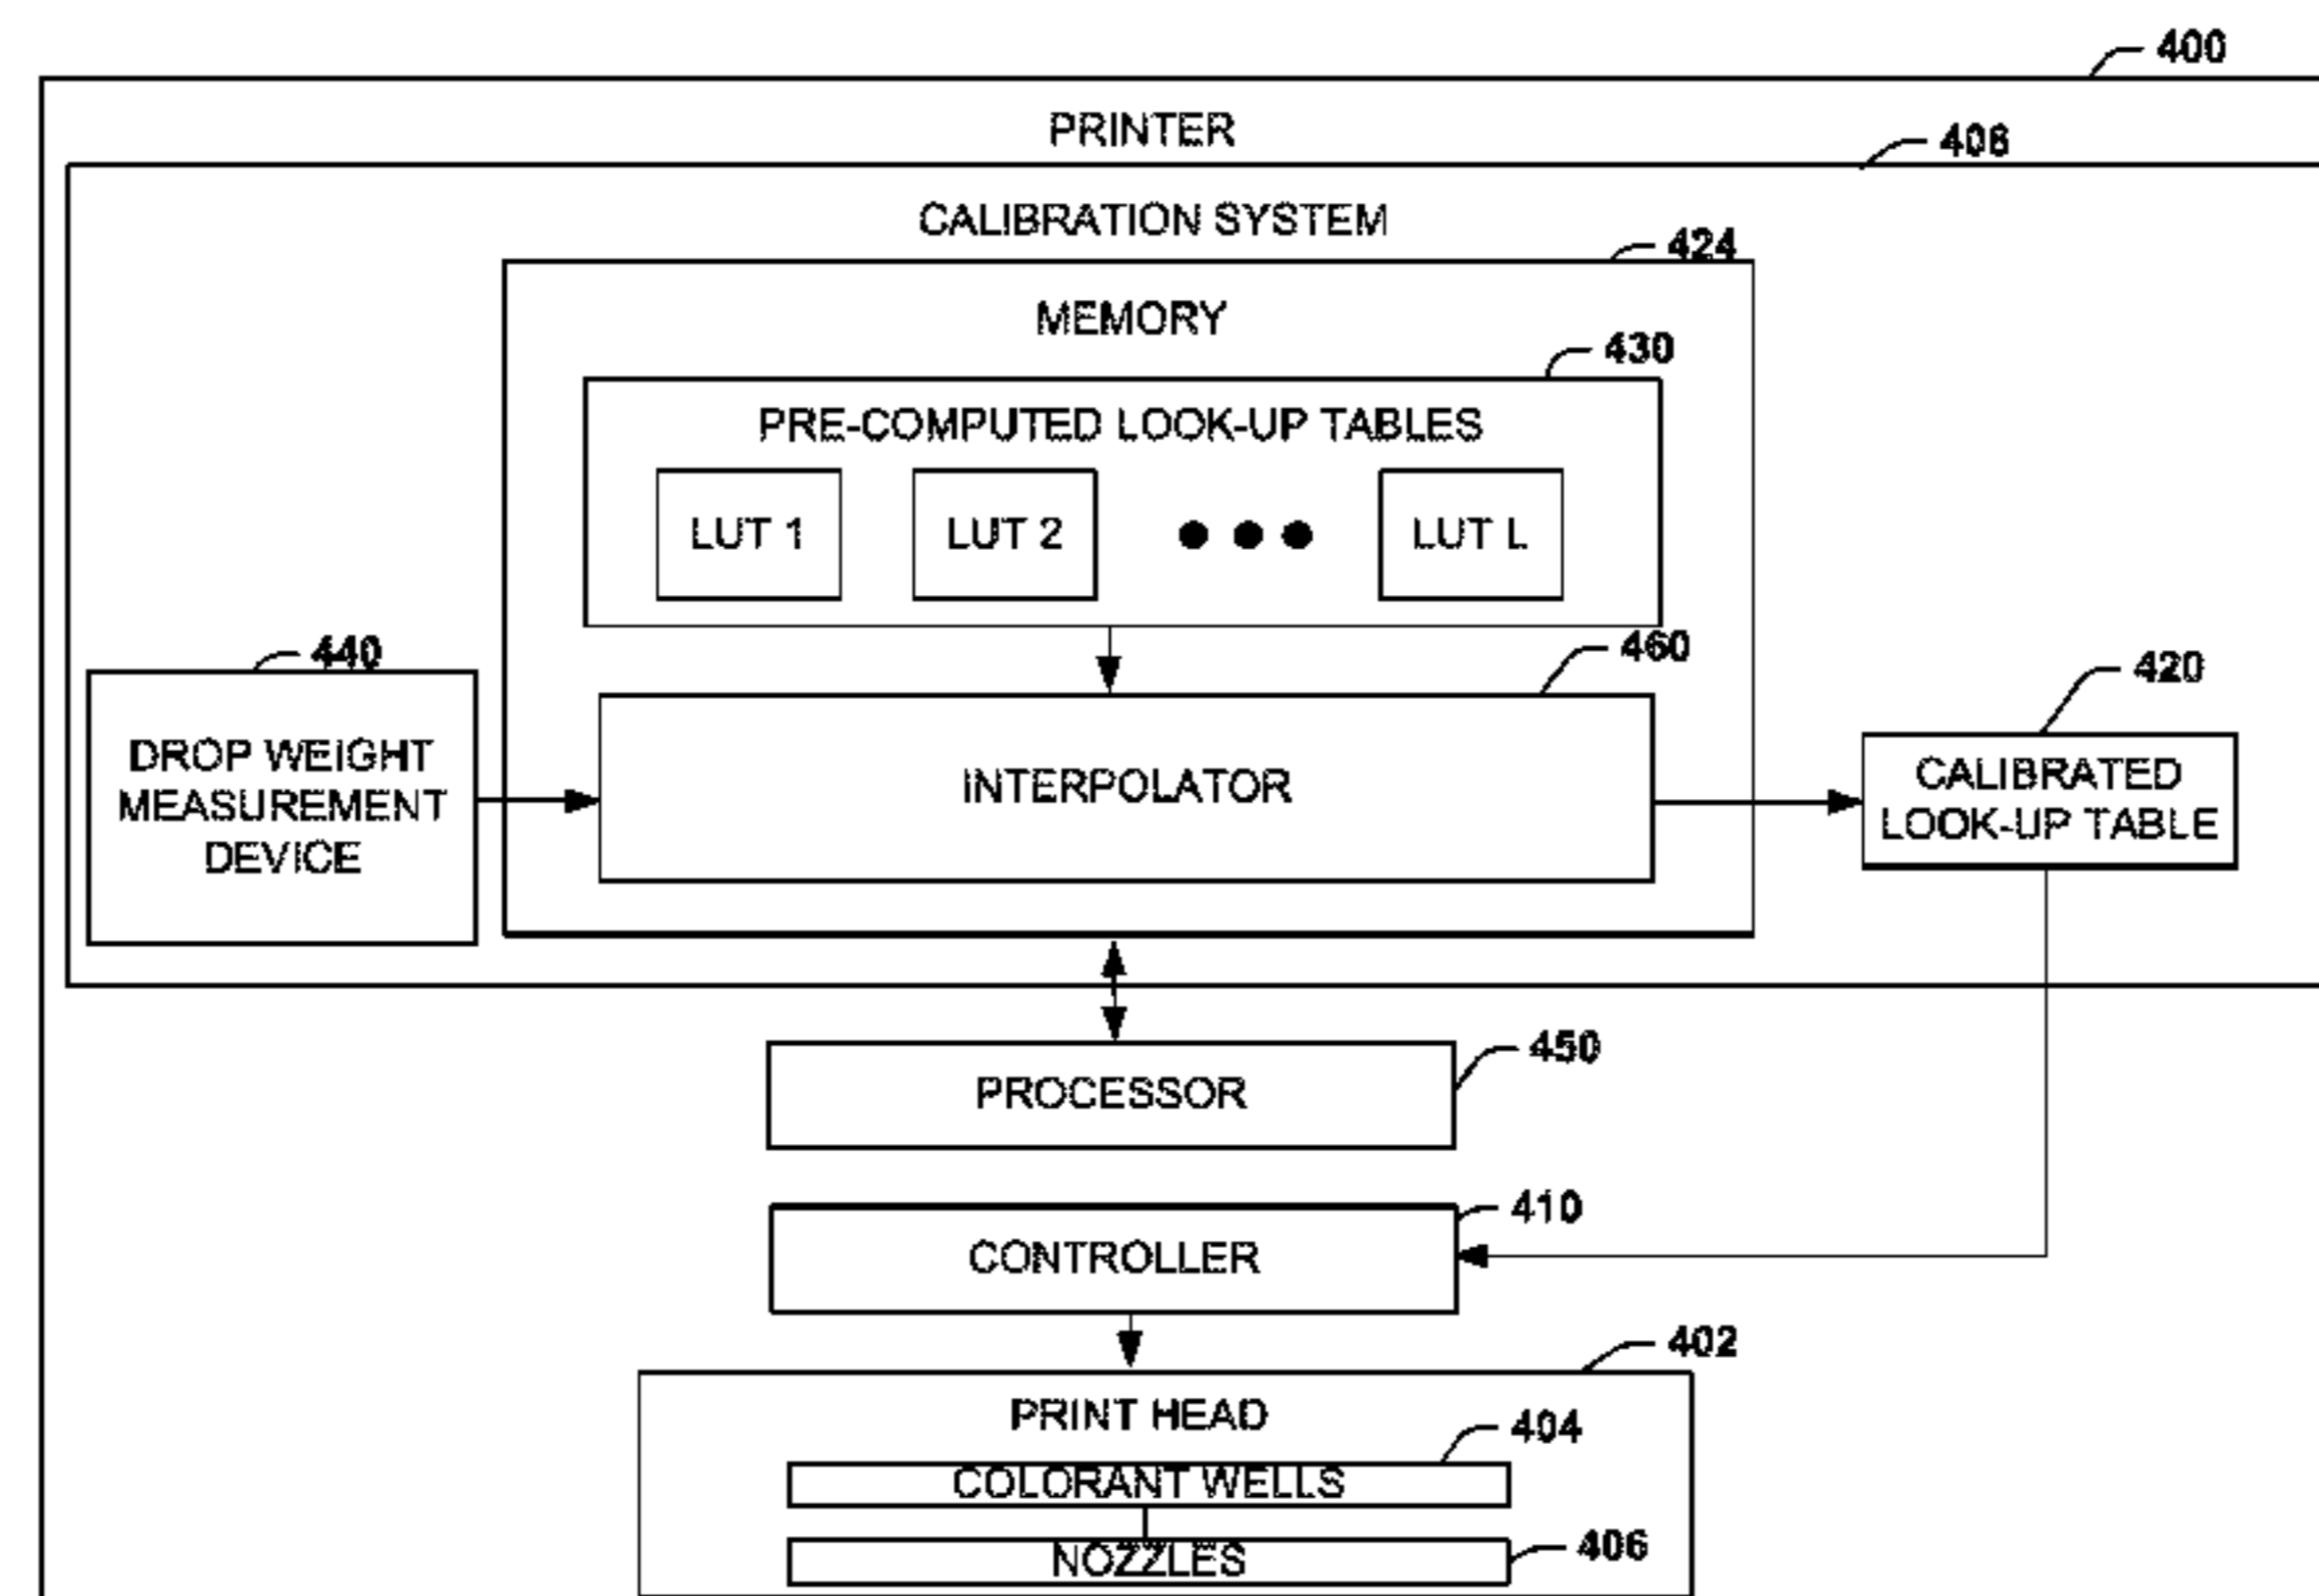 400
PRINTER
408
CALIBRATION SYSTEM
424
MEMORY
430
PRE-COMPUTED LOOK-UP TABLES
LUT 1
LUT 2
LUT L
440
460
420
DROP WEIGHT
MEASUREMENT
DEVICE
INTERPOLATOR
CALIBRATED
LOOK-UP TABLE
450
PROCESSOR
410
CONTROLLER
402
PRINT HEAD
404
COLORANT WELLS
406
NOZZLES